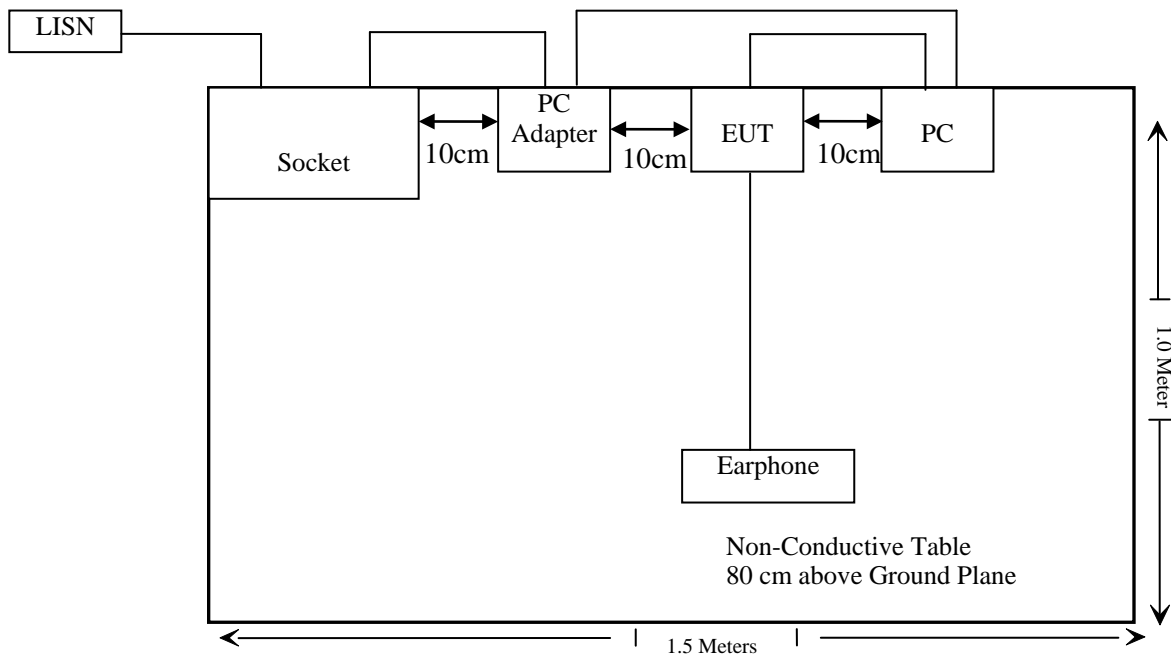 LISN
PC
Adapter
EUT
PC
Socket
10cm
10cm
10cm
1.0 Meter
Earphone
Non-Conductive Table
80 cm above Ground Plane
1.5 Meters